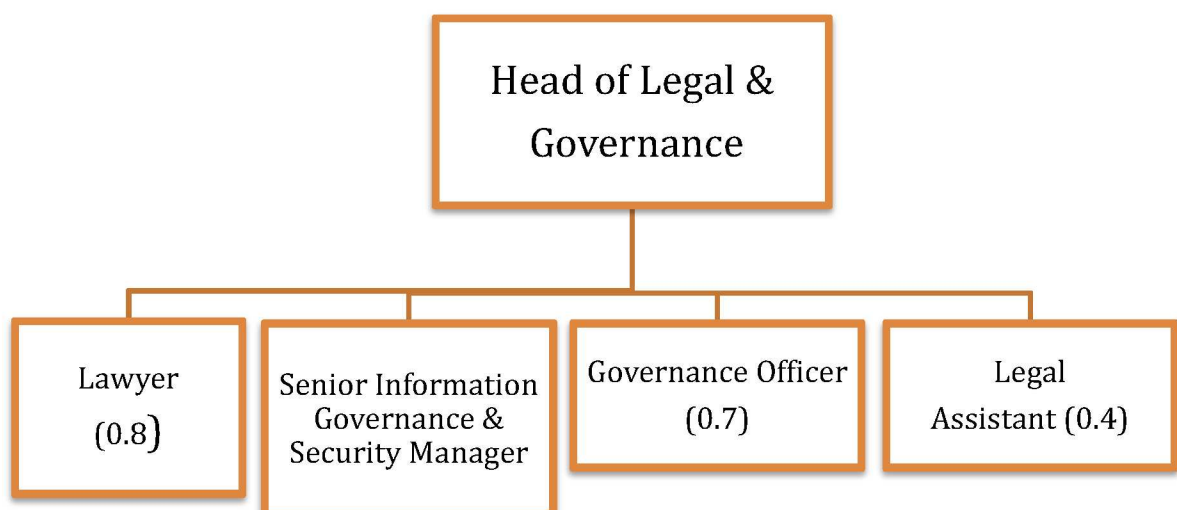 Head of Legal &
Governance
Lawyer
(0.8)
Senior Information
Governance &
Security Manager
Governance Officer
(0.7)
Legal
Assistant (0.4)